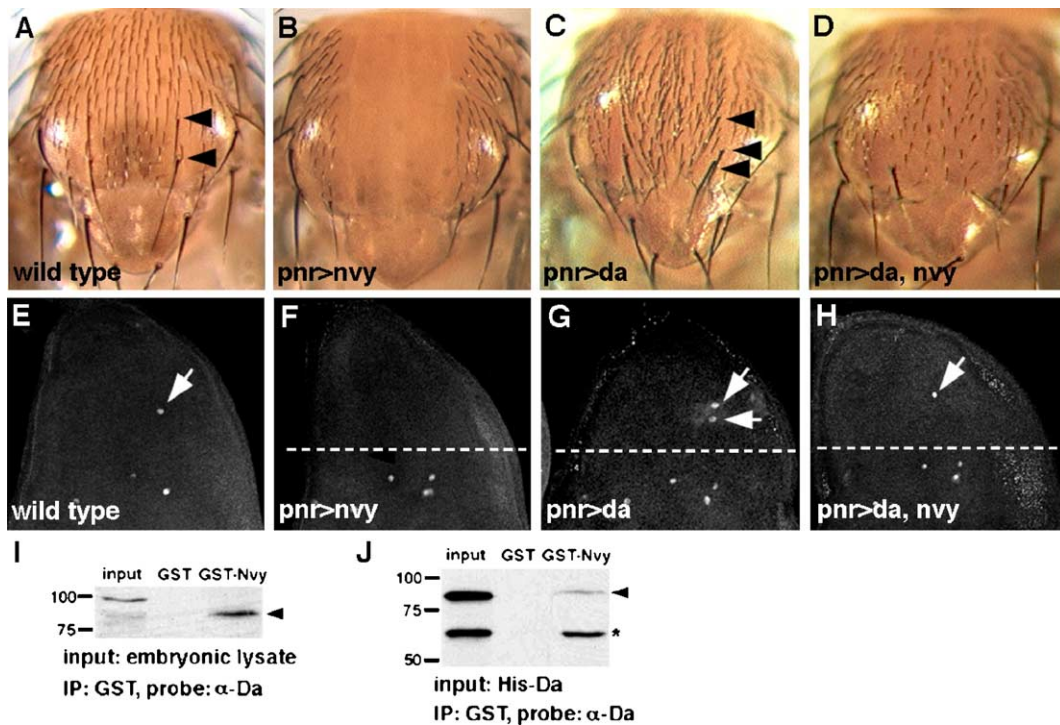 A B C D
wild type pnr>nvy pnr>da pnr>da, nvy
E F G H
wild type pnr>nvy pnr>da pnr>da, nvy
I J
input GST GST-Nvy
100
75
input: embryonic lysate
IP: GST, probe: α-Da
input GST GST-Nvy
100
75
*
50
input: His-Da
IP: GST, probe: α-Da